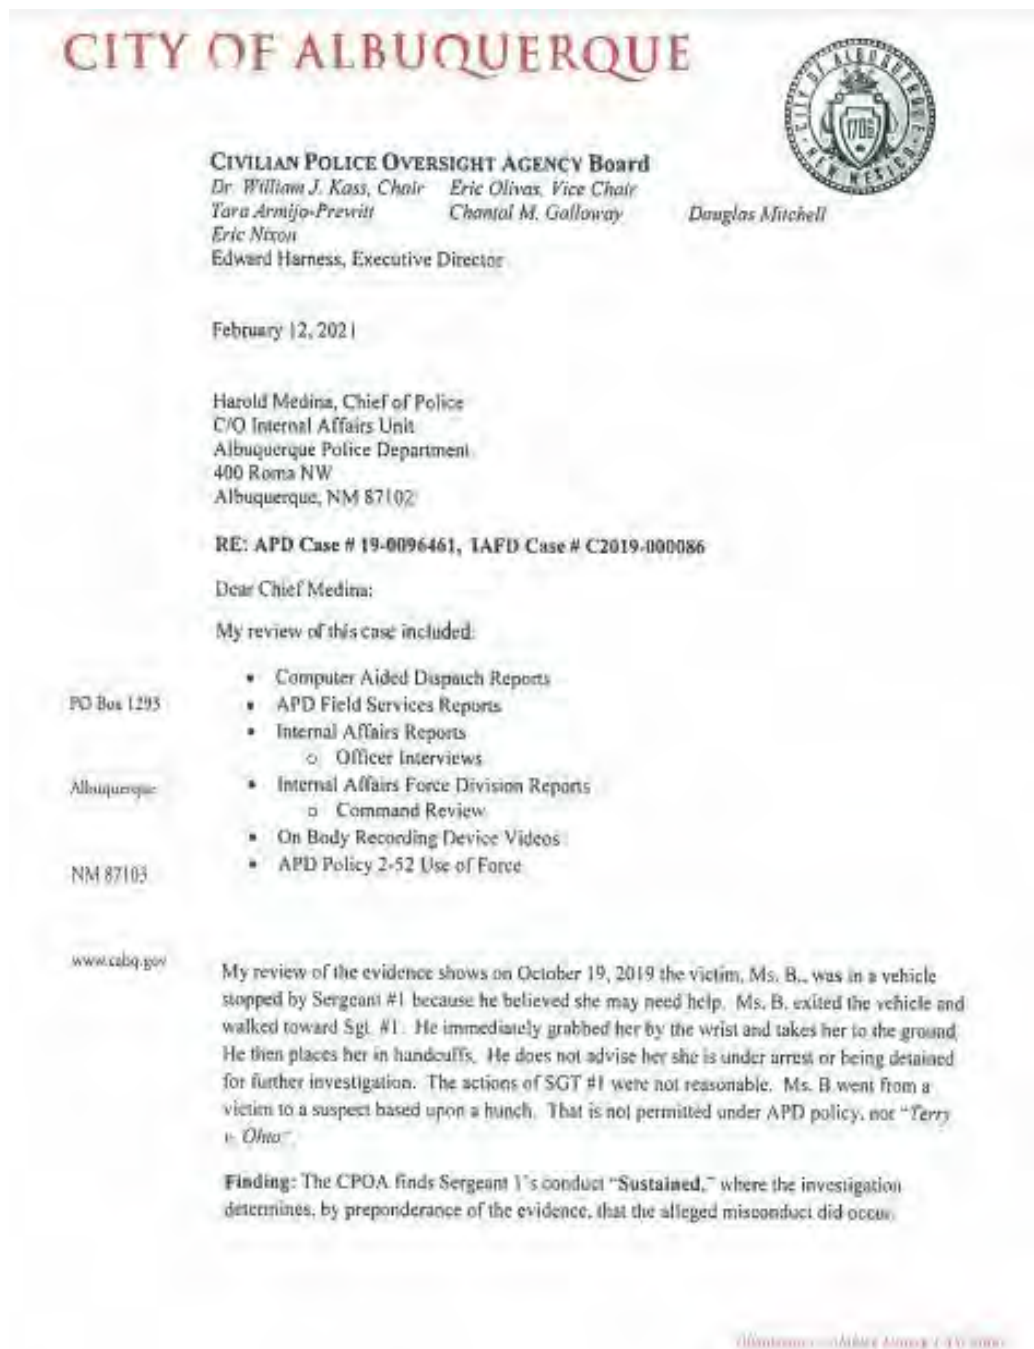 CITY OF ALBUQUERQUE
CITY OF ALBUQUERQUE
1706
NEW MEXICO
CIVILIAN POLICE OVERSIGHT AGENCY Board
Dr. William J. Kass, Chair Eric Olivas, Vice Chair
Tara Armijo-Prewitt Chantal M. Galloway Douglas Mitchell
Eric Nixon
Edward Harness, Executive Director
February 12, 2021
Harold Medina, Chief of Police
C/O Internal Affairs Unit
Albuquerque Police Department
400 Roma NW
Albuquerque, NM 87102
RE: APD Case # 19-0096461, IAFD Case # C2019-000086
Dear Chief Medina:
My review of this case included:
• Computer Aided Dispatch Reports
• APD Field Services Reports
• Internal Affairs Reports
o Officer Interviews
• Internal Affairs Force Division Reports
o Command Review
• On Body Recording Device Videos
• APD Policy 2-52 Use of Force
PO Box 1293
Albuquerque
NM 87103
www.cabq.gov
My review of the evidence shows on October 19, 2019 the victim, Ms. B., was in a vehicle
stopped by Sergeant #1 because he believed she may need help. Ms. B. exited the vehicle and
walked toward Sgt. #1. He immediately grabbed her by the wrist and takes her to the ground.
He then places her in handcuffs. He does not advise her she is under arrest or being detained
for further investigation. The actions of SGT #1 were not reasonable. Ms. B went from a
victim to a suspect based upon a hunch. That is not permitted under APD policy, nor "Terry
v. Ohio".
Finding: The CPOA finds Sergeant 1's conduct "Sustained," where the investigation
determines, by preponderance of the evidence, that the alleged misconduct did occur.